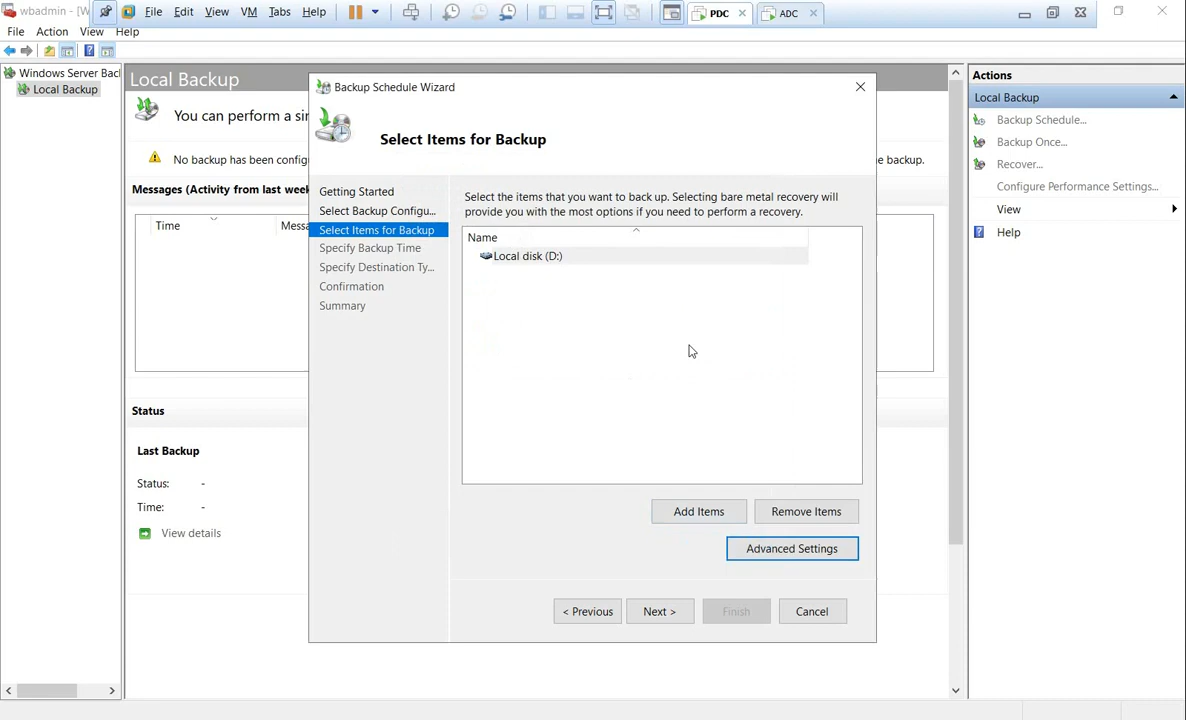 wbadmin - [W
File Edit View VM Tabs Help
PDC
ADC
File Action View Help
Windows Server Bac
Local Backup
Local Backup
You can perform a sin
No backup has been config
e backup.
Messages (Activity from last week
Time
Messa
Status
Last Backup
Status: -
Time: -
View details
Backup Schedule Wizard
Select Items for Backup
Getting Started
Select Backup Configu...
Select Items for Backup
Specify Backup Time
Specify Destination Ty...
Confirmation
Summary
Select the items that you want to back up. Selecting bare metal recovery will
provide you with the most options if you need to perform a recovery.
Name
Local disk (D:)
Add Items
Remove Items
Advanced Settings
< Previous
Next >
Finish
Cancel
Actions
Local Backup
Backup Schedule...
Backup Once...
Recover...
Configure Performance Settings...
View
Help